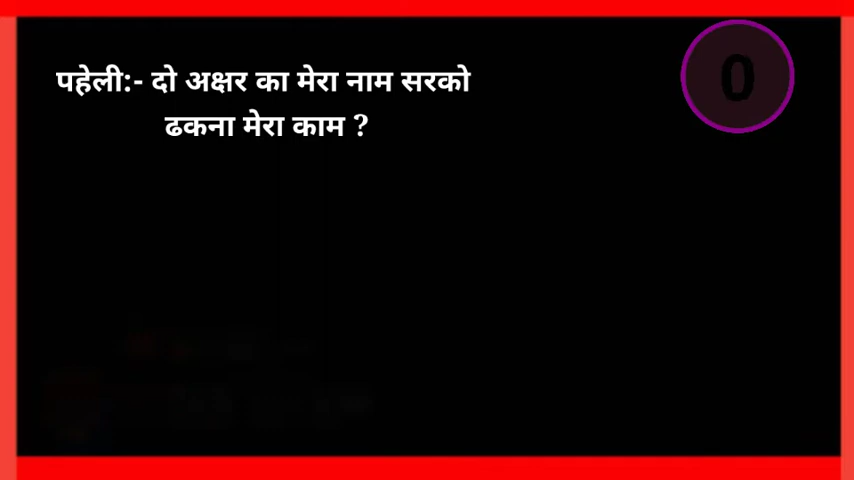 पहेली:- दो अक्षर का मेरा नाम सरको
ढकना मेरा काम ?
0